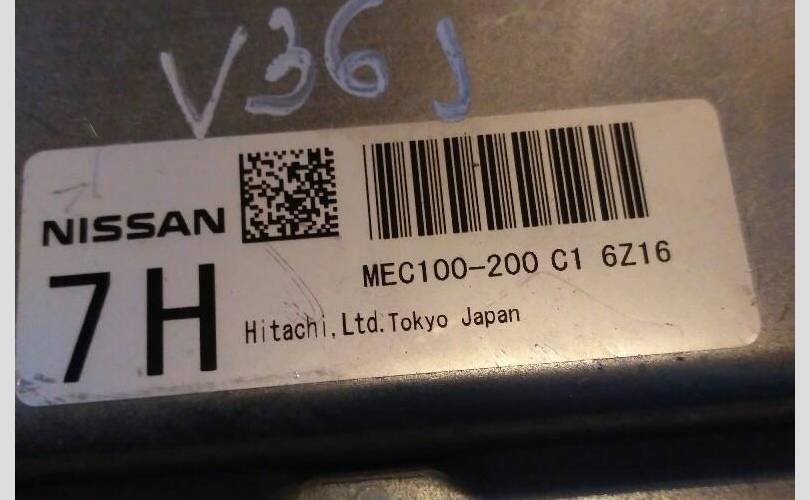 V36J
NISSAN
MEC100-200 C1 6Z16
7H
Hitachi,Ltd.Tokyo Japan